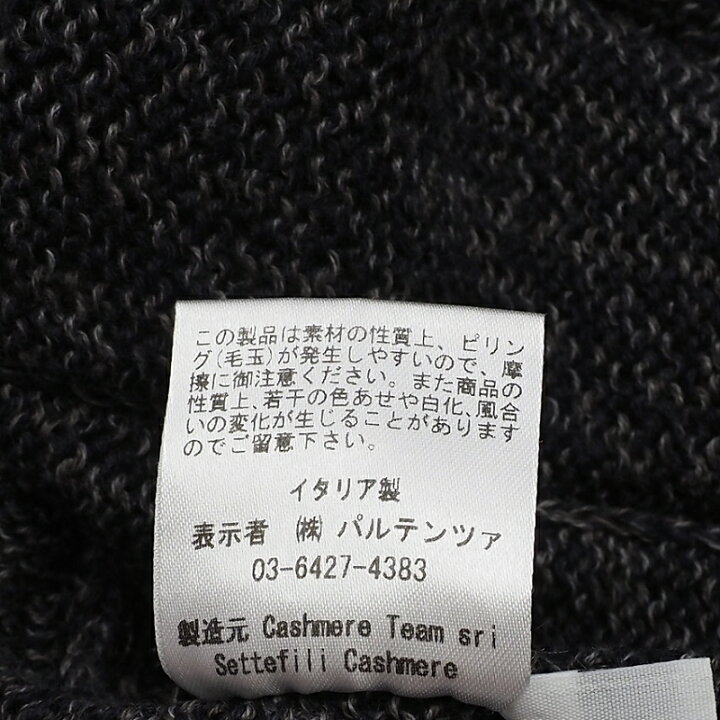 この製品は素材の性質上、ピリン
グ(毛玉)が発生しやすいので、摩
擦に御注意ください。また商品の
性質上、若干の色あせや白化、風合
いの変化が生じることがあります
のでご留意下さい。
イタリア製
表示者 ㈱ パルテンツァ
03-6427-4383
製造元 Cashmere Team srl
Settefili Cashmere